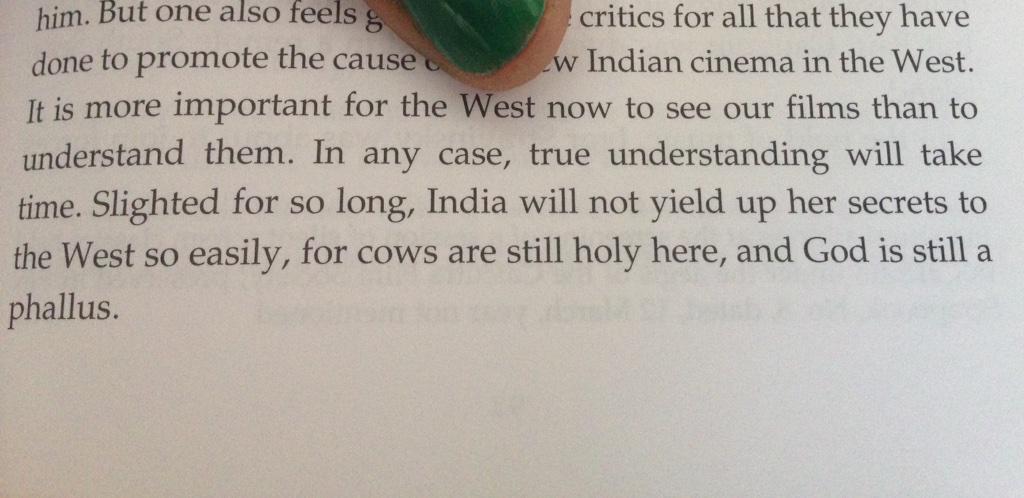 him. But one also feels critics for all that they have
done to promote the cause Indian cinema in the West.
It is more important for the West now to see our films than to
understand them. In any case, true understanding will take
time. Slighted for so long, India will not yield up her secrets to
the West so easily, for cows are still holy here, and God is still a
phallus.